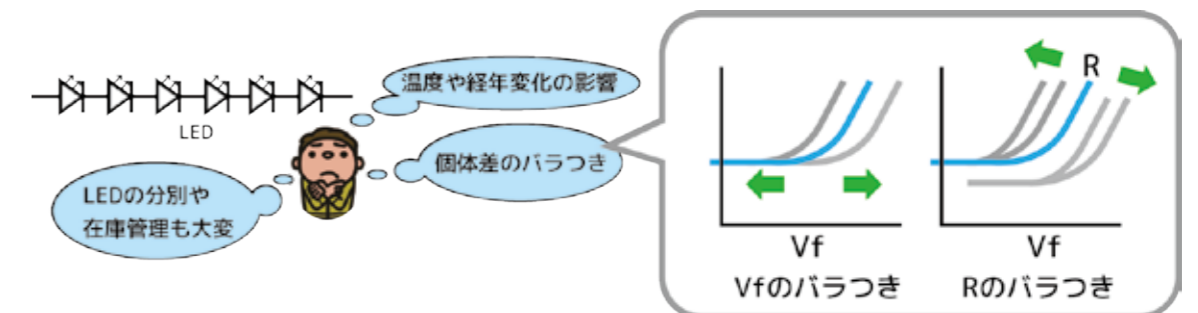 LED
温度や経年変化の影響
個体差のバラつき
LEDの分別や
在庫管理も大変
Vf
Vfのバラつき
R
Vf
Rのバラつき